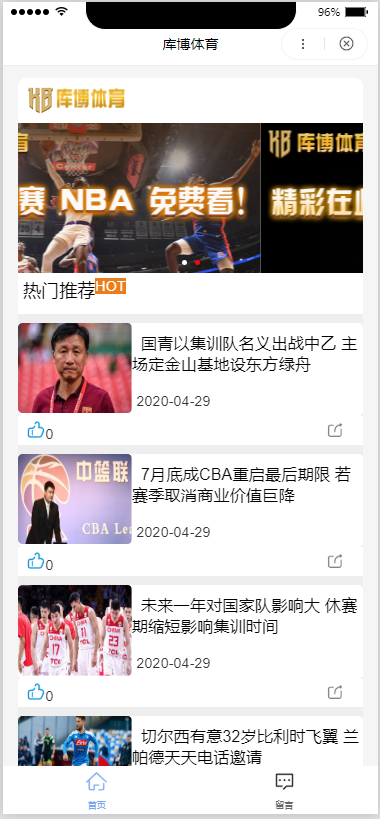 96%
库博体育
KB 库博体育
赛 NBA 免费看!
KB 库博体育
精彩在
热门推荐HOT
国青以集训队名义出战中乙 主
场定金山基地设东方绿舟
2020-04-29
0
中篮联
CBA Lea
7月底成CBA重启最后期限 若
赛季取消商业价值巨降
2020-04-29
0
未来一年对国家队影响大 休赛
期缩短影响集训时间
2020-04-29
0
切尔西有意32岁比利时飞翼 兰
帕德天天电话邀请
首页
留言